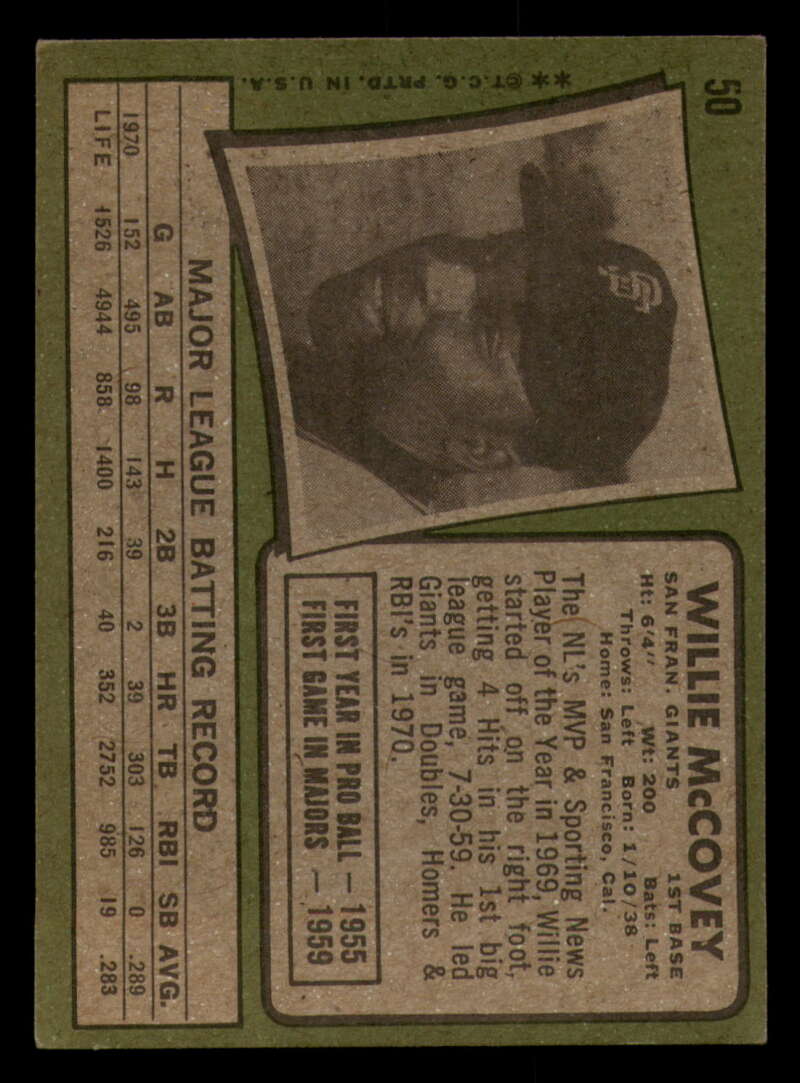 50
**©T.C.G. PRTD. IN U.S.A.
SF
WILLIE McCOVEY
SAN FRAN. GIANTS 1ST BASE
Ht: 6'4" Wt: 200 Bats: Left
Throws: Left Born: 1/10/38
Home: San Francisco, Cal.
The NL's MVP & Sporting News
Player of the Year in 1969, Willie
started off on the right foot,
getting 4 Hits in his 1st big
league game, 7-30-59. He led
Giants in Doubles, Homers &
RBI's in 1970.
FIRST YEAR IN PRO BALL — 1955
FIRST GAME IN MAJORS — 1959
MAJOR LEAGUE BATTING RECORD
G AB R H 2B 3B HR TB RBI SB AVG.
1970 152 495 98 143 39 2 39 303 126 0 .289
LIFE 1526 4944 858 1400 216 40 352 2752 985 19 .283